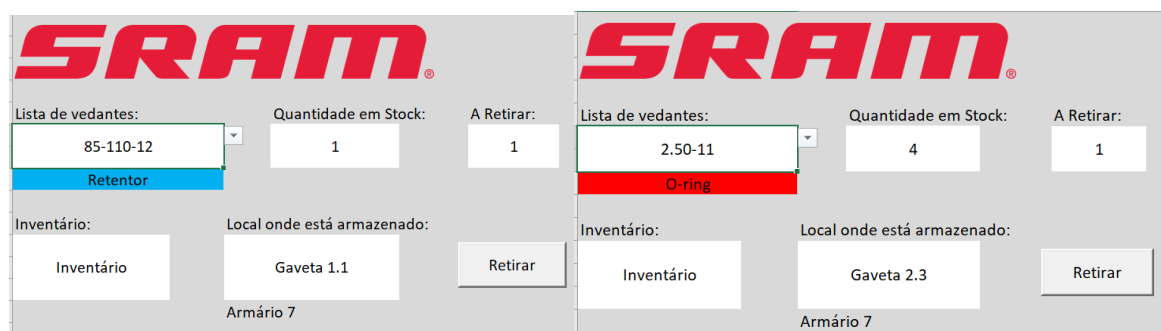 SRAM®
Lista de vedantes: Quantidade em Stock: A Retirar:
85-110-12 1 1
Retentor
Inventário: Local onde está armazenado:
Inventário Gaveta 1.1 Retirar
Armário 7
SRAM®
Lista de vedantes: Quantidade em Stock: A Retirar:
2.50-11 4 1
O-ring
Inventário: Local onde está armazenado:
Inventário Gaveta 2.3 Retirar
Armário 7